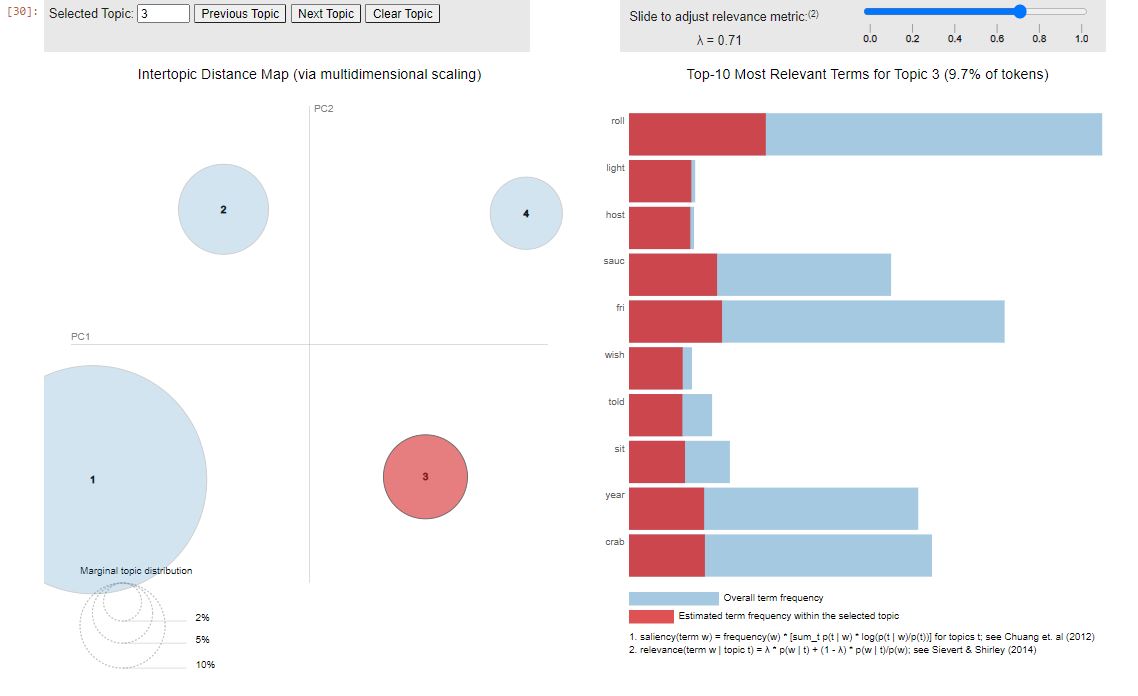 [30]:
Selected Topic: 3 Previous Topic Next Topic Clear Topic
Slide to adjust relevance metric:(2)
λ = 0.71
0.0 0.2 0.4 0.6 0.8 1.0
Intertopic Distance Map (via multidimensional scaling)
PC2
PC1
2
4
1
3
Marginal topic distribution
2%
5%
10%
Top-10 Most Relevant Terms for Topic 3 (9.7% of tokens)
roll
light
host
sauc
fri
wish
told
sit
year
crab
Overall term frequency
Estimated term frequency within the selected topic
1. saliency(term w) = frequency(w) * [sum_t p(t | w) * log(p(t | w)/p(t))] for topics t; see Chuang et. al (2012)
2. relevance(term w | topic t) = λ * p(w | t) + (1 - λ) * p(w | t)/p(w); see Sievert & Shirley (2014)